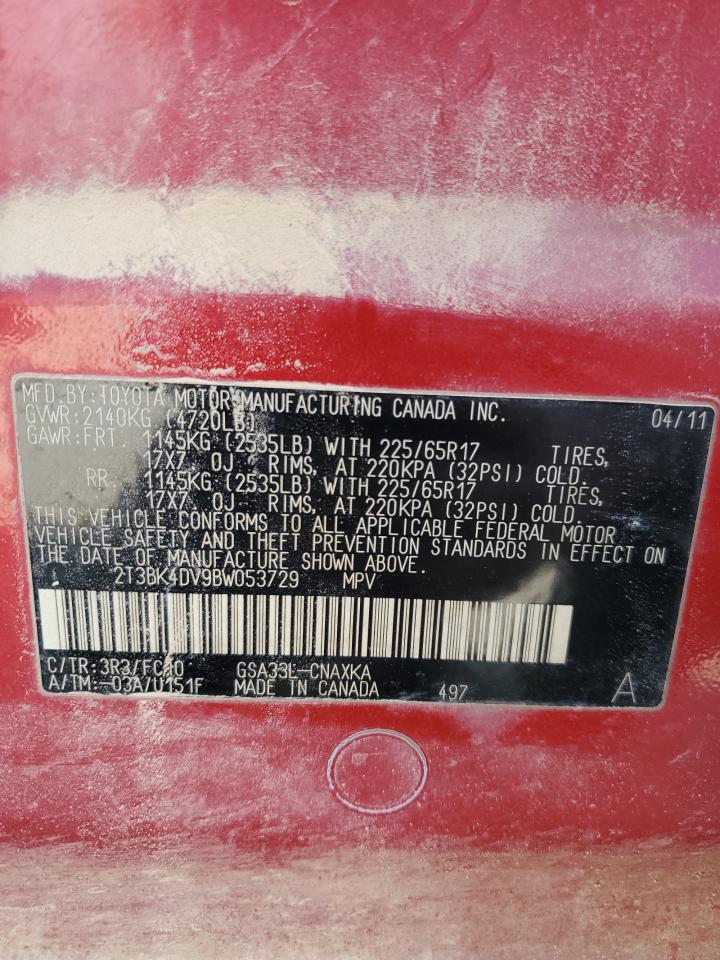 MFD.BY:TOYOTA MOTOR MANUFACTURING CANADA INC. 04/11
GVWR:2140KG (4720LB)
GAWR:FRT. 1145KG (2535LB) WITH 225/65R17 TIRES,
17X7 0J RIMS, AT 220KPA (32PSI) COLD.
RR. 1145KG (2535LB) WITH 225/65R17 TIRES,
17X7 0J RIMS, AT 220KPA (32PSI) COLD.
THIS VEHICLE CONFORMS TO ALL APPLICABLE FEDERAL MOTOR
VEHICLE SAFETY AND THEFT PREVENTION STANDARDS IN EFFECT ON
THE DATE OF MANUFACTURE SHOWN ABOVE.
2T3BK4DV9BW053729 MPV
C/TR:3R3/ GSA33L-CNAXKA
A/TM:-03A/U151F MADE IN CANADA 497 A